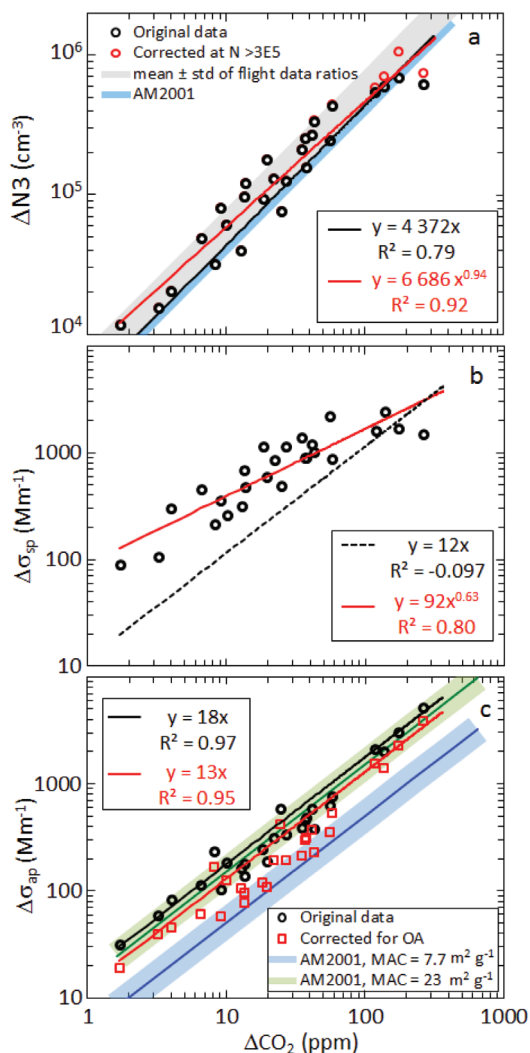 Original data
Corrected at N >3E5
mean ± std of flight data ratios
AM2001
a
10⁶
10⁵
10⁴
ΔN3 (cm⁻³)
y = 4 372x
R² = 0.79
y = 6 686 x^0.94
R² = 0.92
b
1000
100
10
Δσsp (Mm⁻¹)
y = 12x
R² = -0.097
y = 92x^0.63
R² = 0.80
c
y = 18x
R² = 0.97
y = 13x
R² = 0.95
1000
100
10
Δσap (Mm⁻¹)
Original data
Corrected for OA
AM2001, MAC = 7.7 m² g⁻¹
AM2001, MAC = 23 m² g⁻¹
1 10 100 1000
ΔCO₂ (ppm)